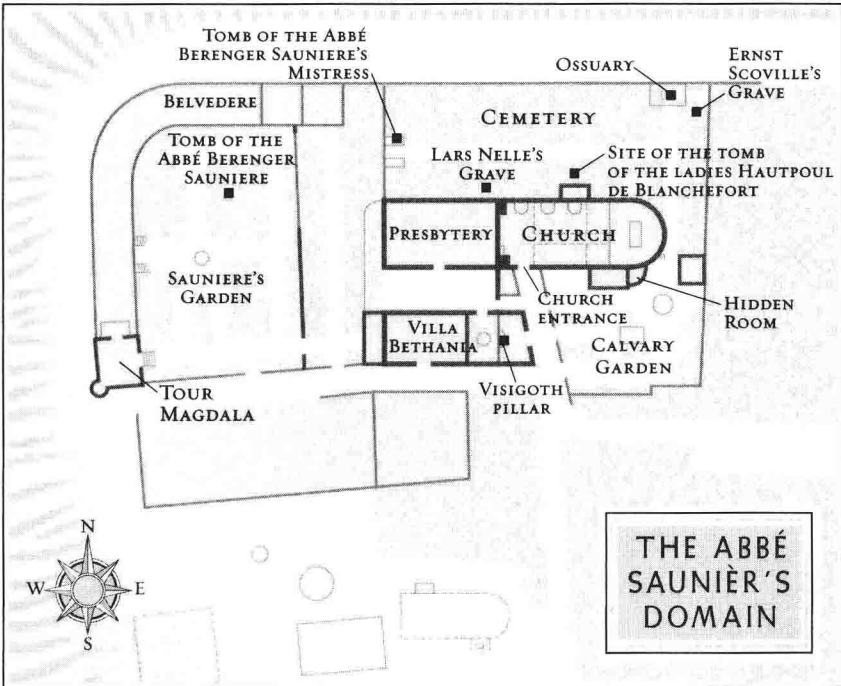 TOMB OF THE ABBÉ
BERENGER SAUNIERE'S
MISTRESS
OSSUARY
ERNST
SCOVILLE'S
GRAVE
BELVEDERE
CEMETERY
TOMB OF THE
ABBÉ BERENGER
SAUNIERE
LARS NELLE'S
GRAVE
SITE OF THE TOMB
OF THE LADIES HAUTPOUL
DE BLANCHEFORT
PRESBYTERY
CHURCH
SAUNIERE'S
GARDEN
CHURCH
ENTRANCE
HIDDEN
ROOM
VILLA
BETHANIA
CALVARY
GARDEN
TOUR
MAGDALA
VISIGOTH
PILLAR
N
W
E
S
THE ABBÉ
SAUNIÈR'S
DOMAIN